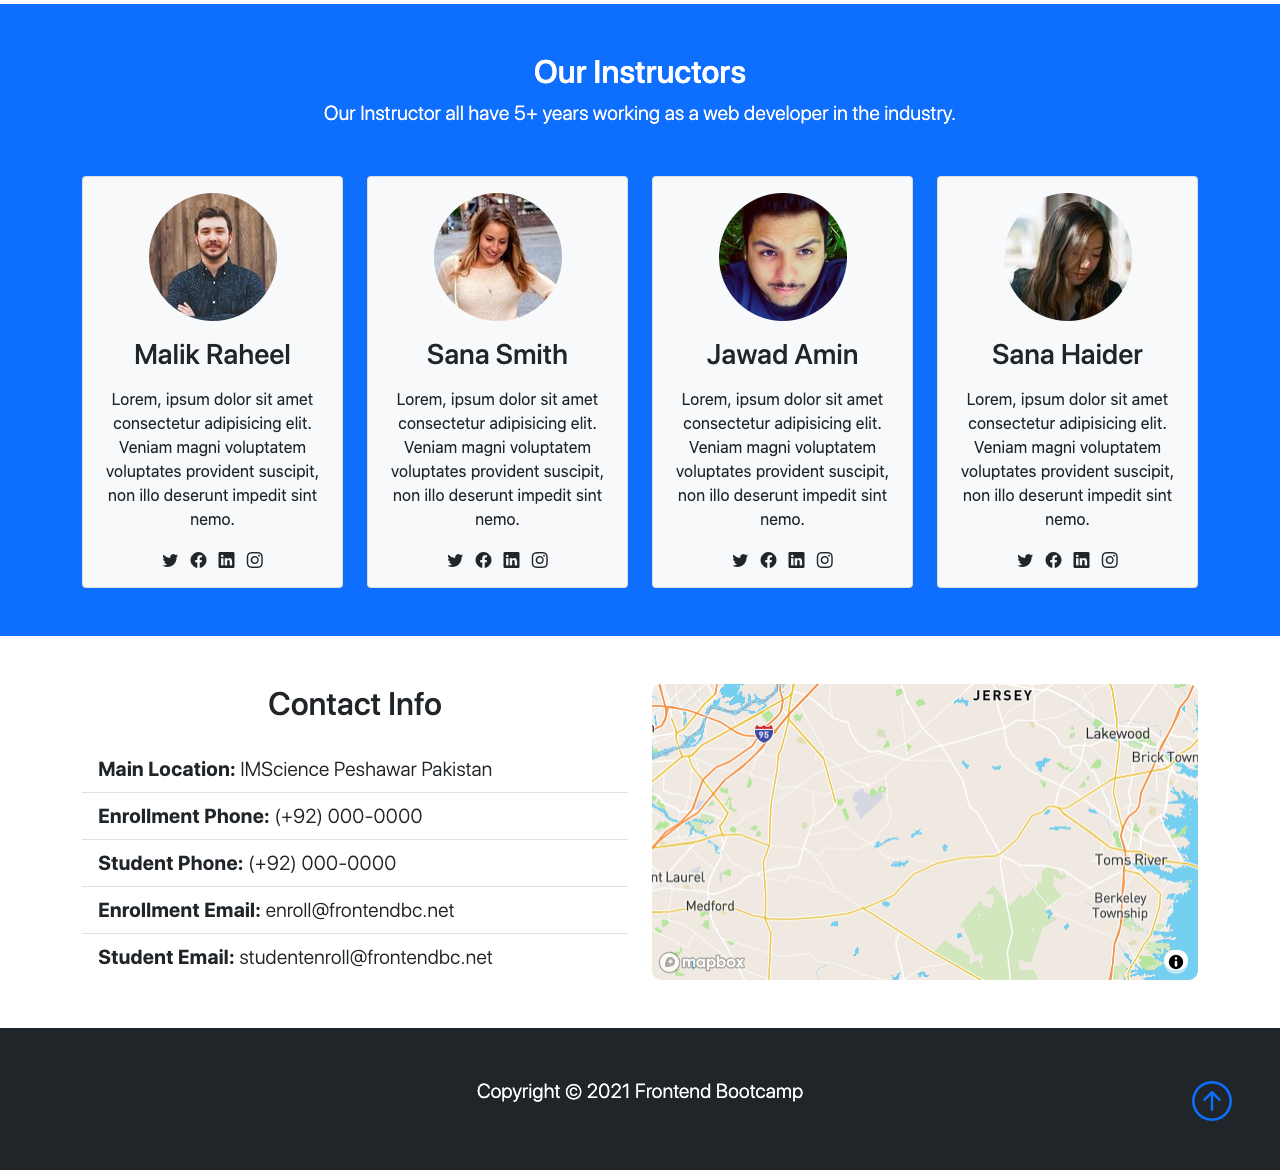 Our Instructors
Our Instructor all have 5+ years working as a web developer in the industry.
Malik Raheel
Lorem, ipsum dolor sit amet
consectetur adipisicing elit.
Veniam magni voluptatem
voluptates provident suscipit,
non illo deserunt impedit sint
nemo.
Sana Smith
Lorem, ipsum dolor sit amet
consectetur adipisicing elit.
Veniam magni voluptatem
voluptates provident suscipit,
non illo deserunt impedit sint
nemo.
Jawad Amin
Lorem, ipsum dolor sit amet
consectetur adipisicing elit.
Veniam magni voluptatem
voluptates provident suscipit,
non illo deserunt impedit sint
nemo.
Sana Haider
Lorem, ipsum dolor sit amet
consectetur adipisicing elit.
Veniam magni voluptatem
voluptates provident suscipit,
non illo deserunt impedit sint
nemo.
Contact Info
Main Location: IMScience Peshawar Pakistan
Enrollment Phone: (+92) 000-0000
Student Phone: (+92) 000-0000
Enrollment Email: enroll@frontendbc.net
Student Email: studentenroll@frontendbc.net
JERSEY
95
Lakewood
Brick Town
Toms River
nt Laurel
Medford
Berkeley
Township
mapbox
Copyright © 2021 Frontend Bootcamp